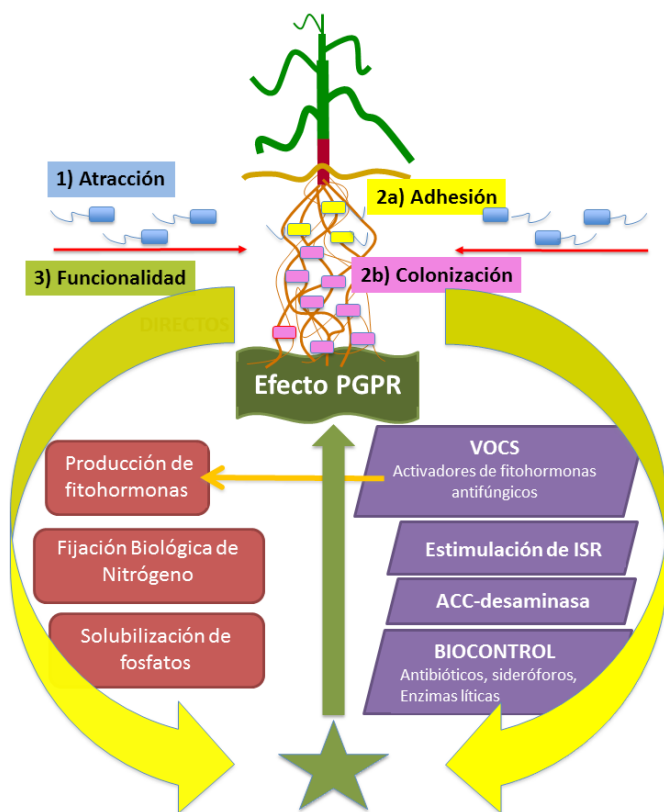 1) Atracción
2a) Adhesión
3) Funcionalidad
2b) Colonización
DIRECTOS
Efecto PGPR
Producción de
fitohormonas
Fijación Biológica de
Nitrógeno
Solubilización de
fosfatos
VOCS
Activadores de fitohormonas
antifúngicos
Estimulación de ISR
ACC-desaminasa
BIOCONTROL
Antibióticos, sideróforos,
Enzimas líticas